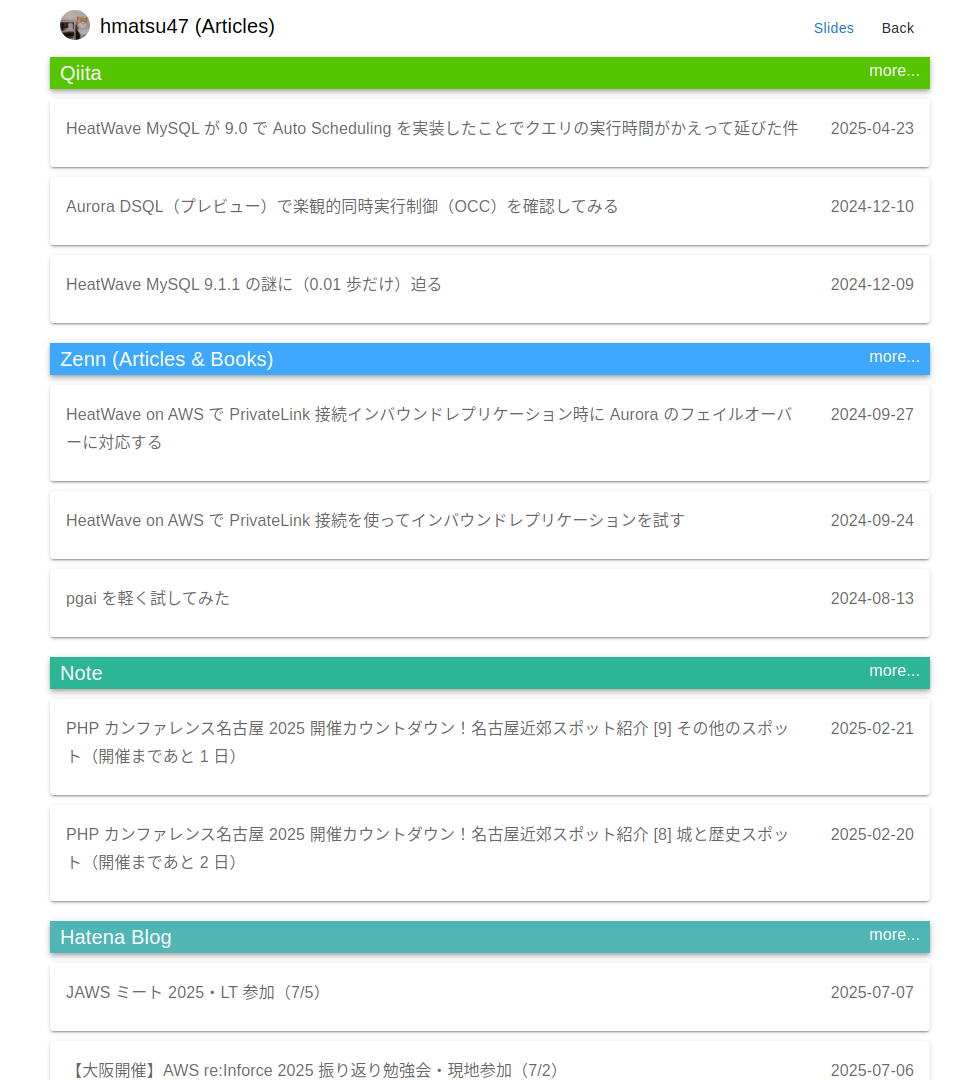 hmatsu47 (Articles)
Slides
Back
Qiita
more...
HeatWave MySQL が 9.0 で Auto Scheduling を実装したことでクエリの実行時間がかえって延びた件
2025-04-23
Aurora DSQL（プレビュー）で楽観的同時実行制御（OCC）を確認してみる
2024-12-10
HeatWave MySQL 9.1.1 の謎に（0.01 歩だけ）迫る
2024-12-09
Zenn (Articles & Books)
more...
HeatWave on AWS で PrivateLink 接続インバウンドレプリケーション時に Aurora のフェイルオーバ
ーに対応する
2024-09-27
HeatWave on AWS で PrivateLink 接続を使ってインバウンドレプリケーションを試す
2024-09-24
pgai を軽く試してみた
2024-08-13
Note
more...
PHP カンファレンス名古屋 2025 開催カウントダウン！名古屋近郊スポット紹介 [9] その他のスポッ
ト（開催まであと 1 日）
2025-02-21
PHP カンファレンス名古屋 2025 開催カウントダウン！名古屋近郊スポット紹介 [8] 城と歴史スポッ
ト（開催まであと 2 日）
2025-02-20
Hatena Blog
more...
JAWS ミート 2025・LT 参加（7/5）
2025-07-07
【大阪開催】AWS re:Inforce 2025 振り返り勉強会・現地参加（7/2）
2025-07-06